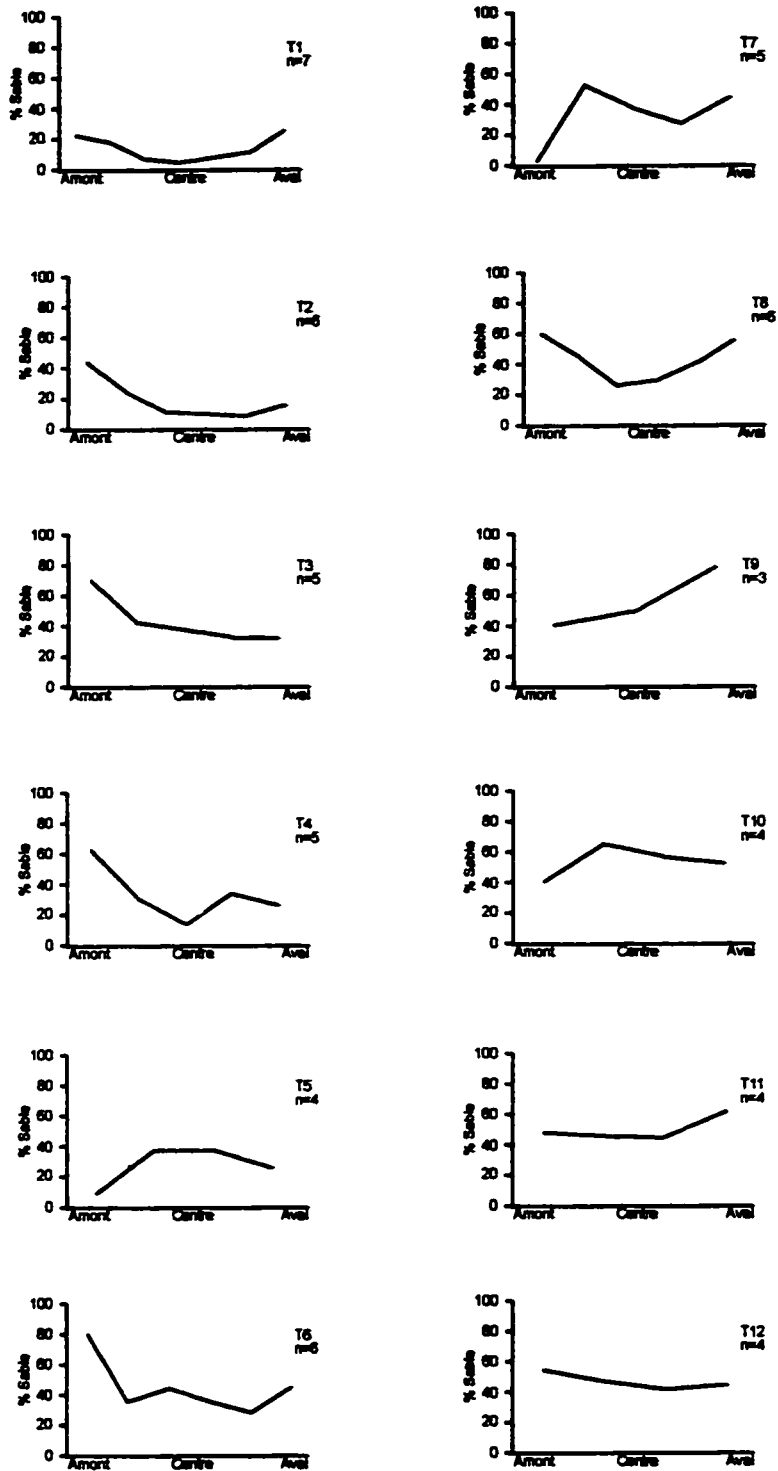 % Sable
100
80
60
40
20
0
Amont Centre Aval
T1
n=7
% Sable
100
80
60
40
20
0
Amont Centre Aval
T2
n=6
% Sable
100
80
60
40
20
0
Amont Centre Aval
T3
n=5
% Sable
100
80
60
40
20
0
Amont Centre Aval
T4
n=5
% Sable
100
80
60
40
20
0
Amont Centre Aval
T5
n=4
% Sable
100
80
60
40
20
0
Amont Centre Aval
T6
n=6
% Sable
100
80
60
40
20
0
Amont Centre Aval
T7
n=5
% Sable
100
80
60
40
20
0
Amont Centre Aval
T8
n=6
% Sable
100
80
60
40
20
0
Amont Centre Aval
T9
n=3
% Sable
100
80
60
40
20
0
Amont Centre Aval
T10
n=4
% Sable
100
80
60
40
20
0
Amont Centre Aval
T11
n=4
% Sable
100
80
60
40
20
0
Amont Centre Aval
T12
n=4